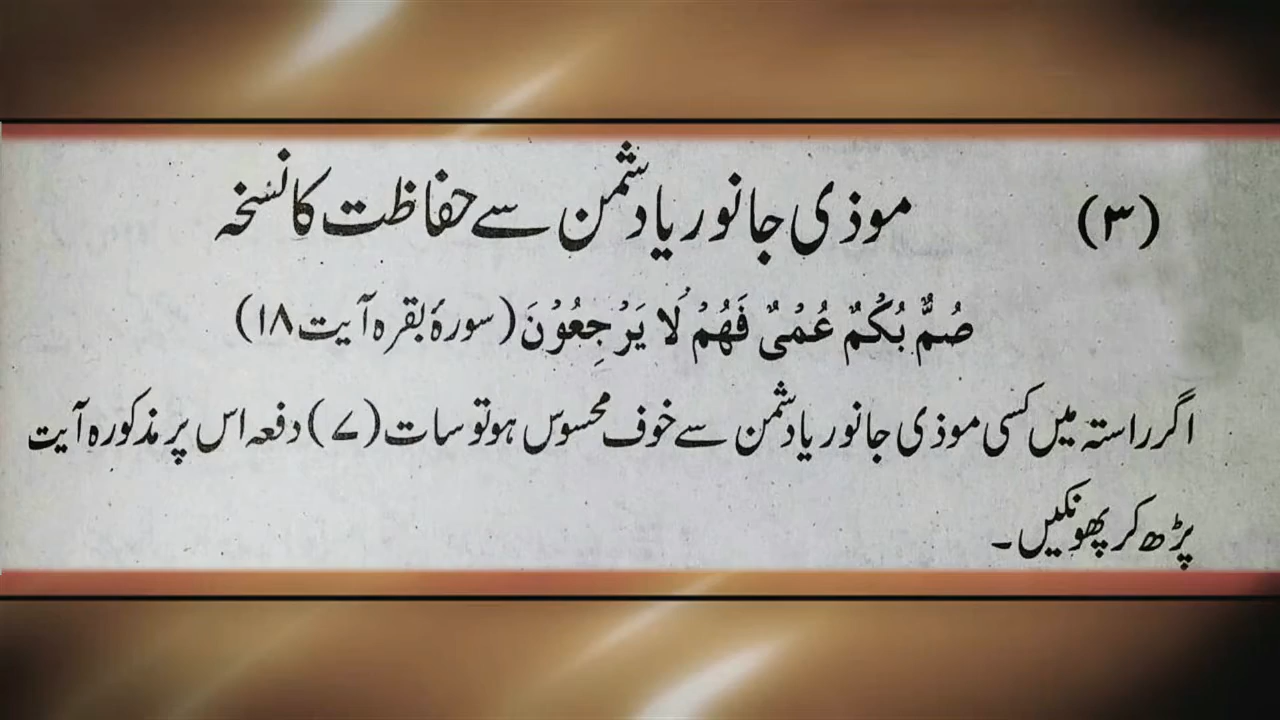 (۳) موذی جانور یا دشمن سے حفاظت کا نسخہ
صُمٌّ بُكْمٌ عُمْیٌ فَهُمْ لَا يَرْجِعُوْنَ (سورۂ بقرہ آیت ۱۸)
اگر راستہ میں کسی موذی جانور یا دشمن سے خوف محسوس ہو تو سات (۷) دفعہ اس پر مذکورہ آیت
پڑھ کر پھونکیں۔